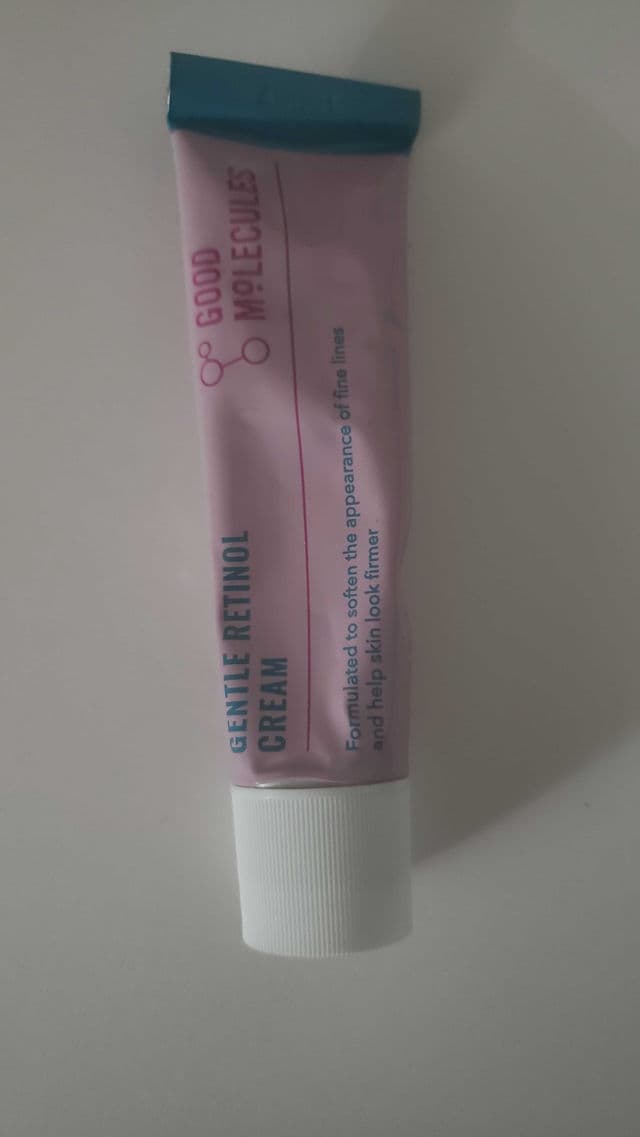 GENTLE RETINOL
CREAM
GOOD
MOLECULES
Formulated to soften the appearance of fine lines
and help skin look firmer